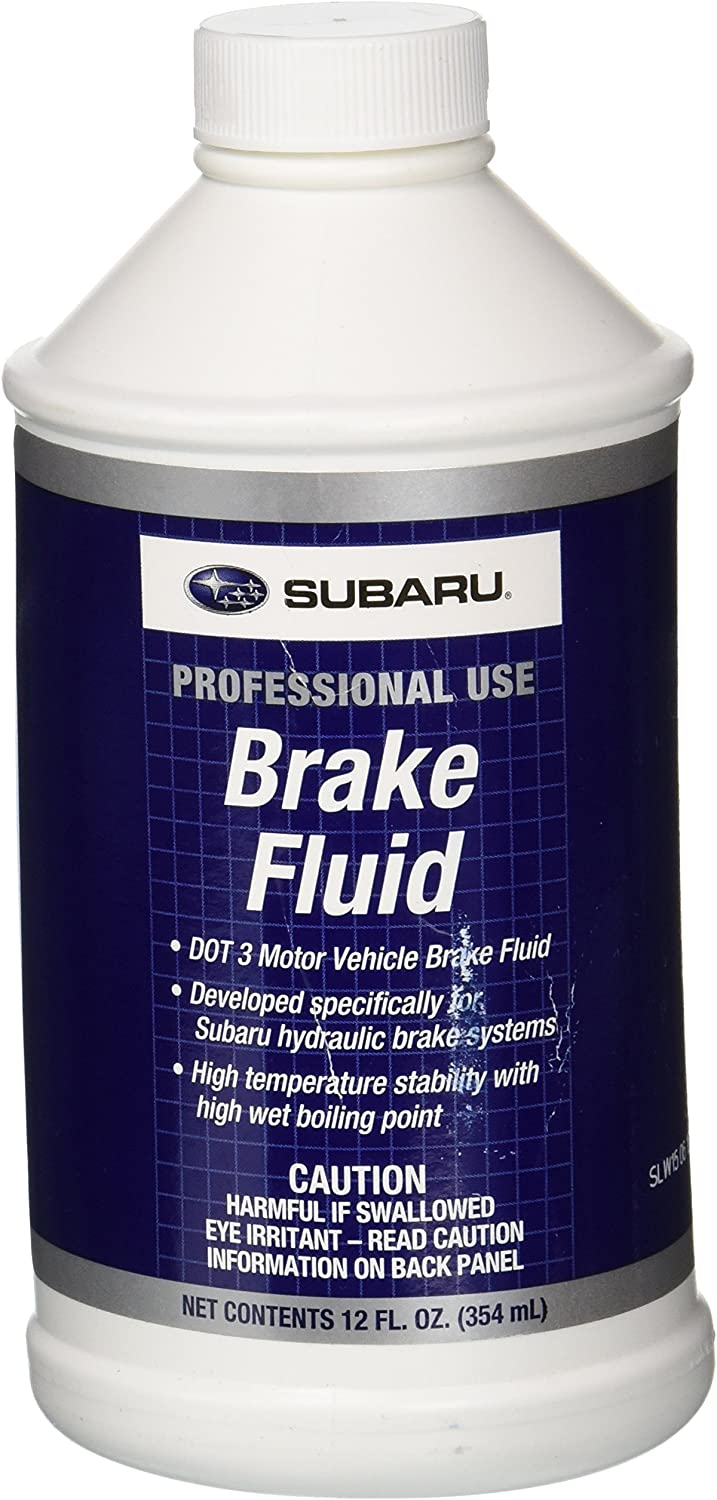 SUBARU®
PROFESSIONAL USE
Brake
Fluid
• DOT 3 Motor Vehicle Brake Fluid
• Developed specifically for
Subaru hydraulic brake systems
• High temperature stability with
high wet boiling point
CAUTION
HARMFUL IF SWALLOWED
EYE IRRITANT – READ CAUTION
INFORMATION ON BACK PANEL
NET CONTENTS 12 FL. OZ. (354 mL)
SLW15 06